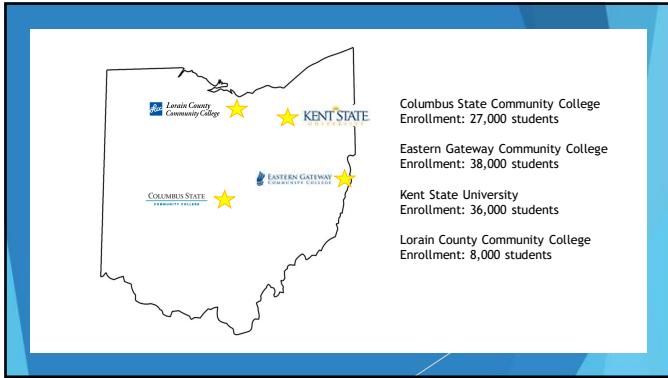 Lorain County
Community College
KENT STATE
UNIVERSITY
EASTERN GATEWAY
COMMUNITY COLLEGE
COLUMBUS STATE
COMMUNITY COLLEGE
Columbus State Community College
Enrollment: 27,000 students
Eastern Gateway Community College
Enrollment: 38,000 students
Kent State University
Enrollment: 36,000 students
Lorain County Community College
Enrollment: 8,000 students